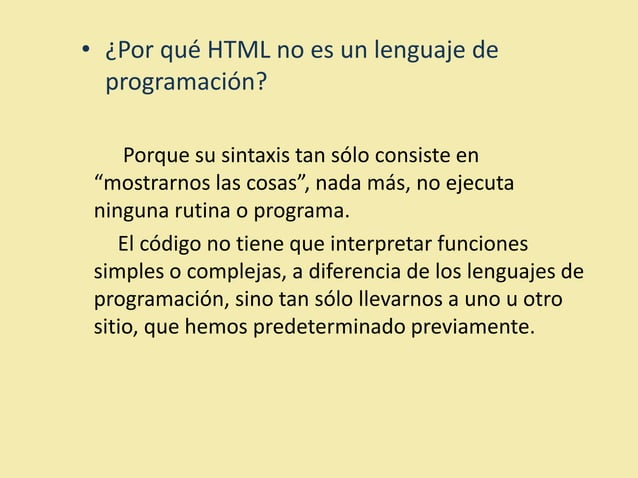 • ¿Por qué HTML no es un lenguaje de
programación?
Porque su sintaxis tan sólo consiste en
“mostrarnos las cosas”, nada más, no ejecuta
ninguna rutina o programa.
El código no tiene que interpretar funciones
simples o complejas, a diferencia de los lenguajes de
programación, sino tan sólo llevarnos a uno u otro
sitio, que hemos predeterminado previamente.